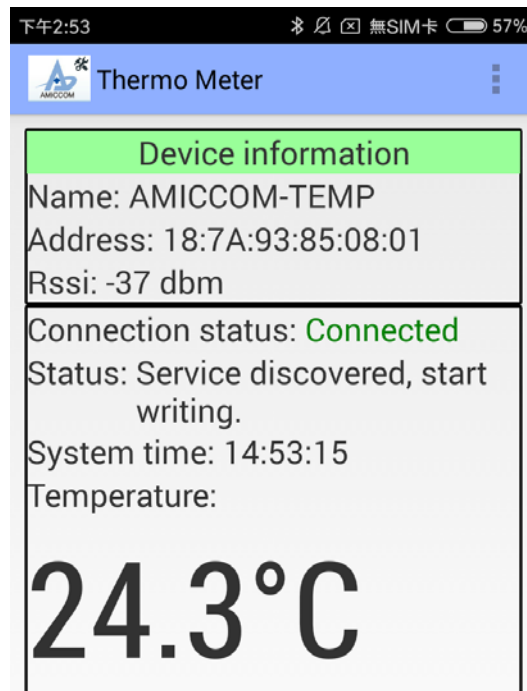 下午2:53 無SIM卡 57%
AMICCOM Thermo Meter
Device information
Name: AMICCOM-TEMP
Address: 18:7A:93:85:08:01
Rssi: -37 dbm
Connection status: Connected
Status: Service discovered, start
writing.
System time: 14:53:15
Temperature:
24.3°C